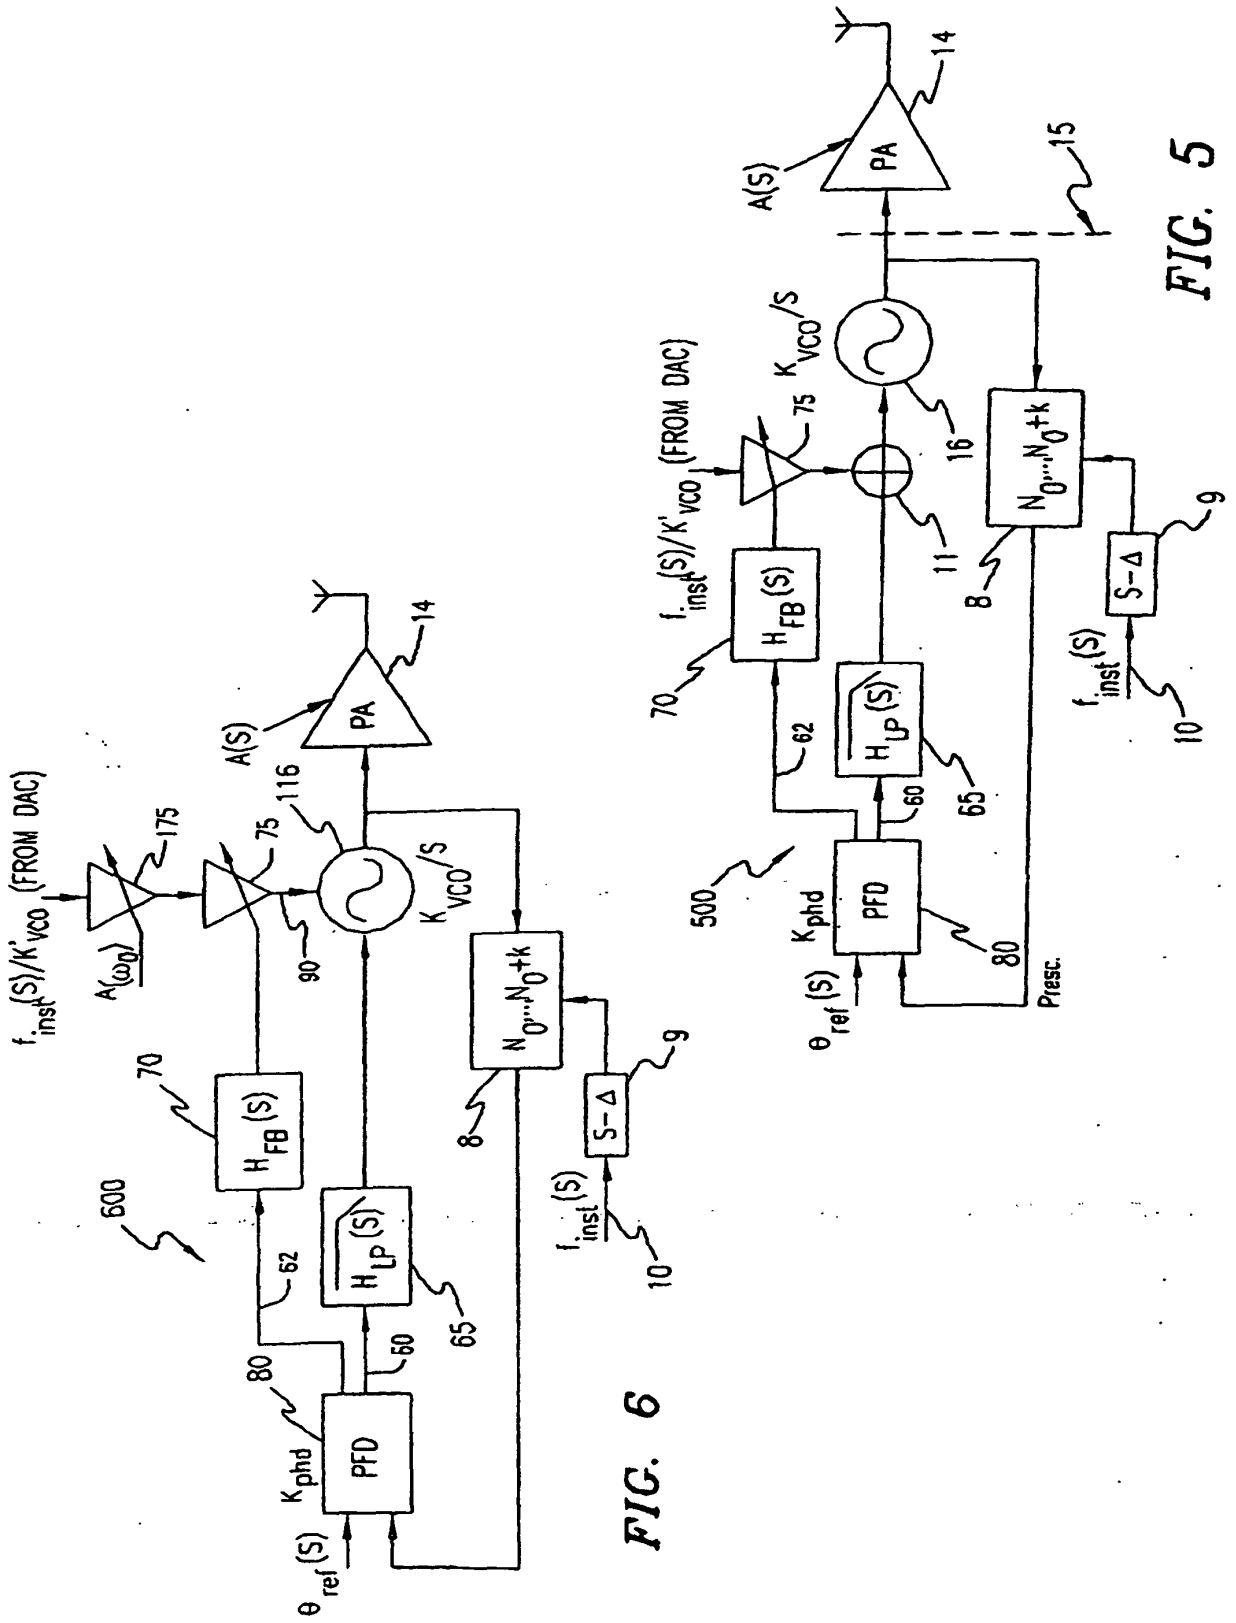 f_inst(S)/K'_VCO (FROM DAC)
175
A(ω₀)
75
90
116
A(S)
PA
14
K_VCO/S
70
H_FB(S)
600
62
H_LP(S)
65
60
80
K_phd
PFD
θ_ref(S)
N₀,...,N₀+k
8
S-Δ
9
f_inst(S)
10
FIG. 6
f_inst(S)/K'_VCO (FROM DAC)
75
A(S)
PA
14
15
K_VCO/S
16
11
70
H_FB(S)
62
H_LP(S)
65
60
500
K_phd
PFD
80
θ_ref(S)
Presc.
N₀,...,N₀+k
8
S-Δ
9
f_inst(S)
10
FIG. 5